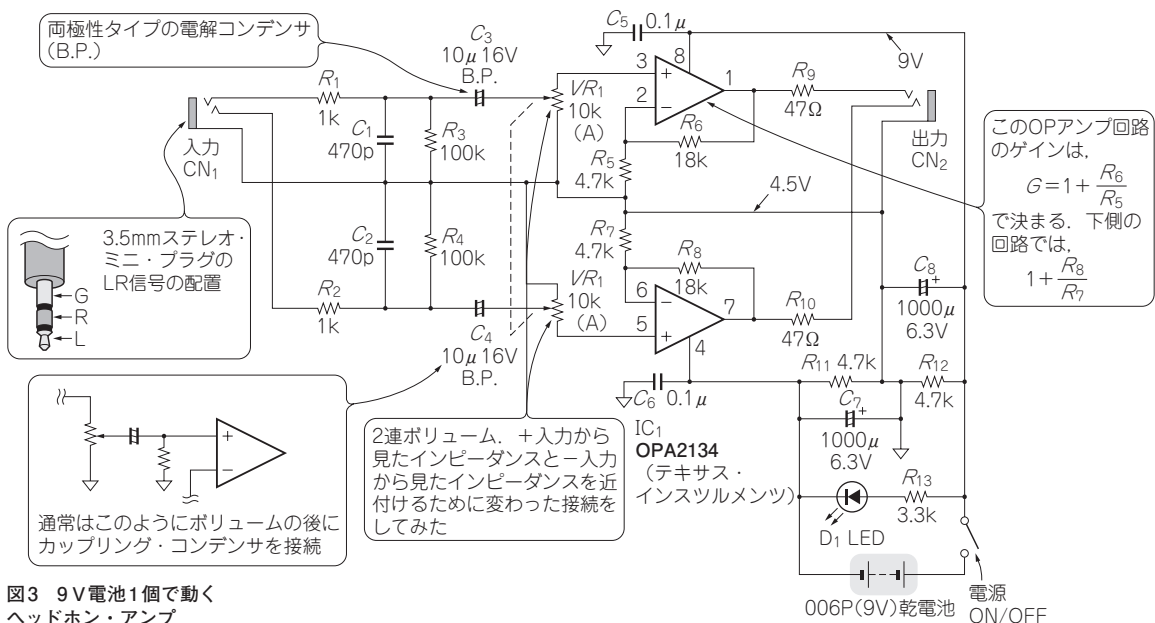 両極性タイプの電解コンデンサ
(B.P.)
C3
10μ 16V
B.P.
C5 0.1μ
9V
R1
1k
C1
470p
R3
100k
VR1
10k
(A)
3
2
8
1
R9
47Ω
R6
18k
R5
4.7k
入力
CN1
出力
CN2
このOPアンプ回路
のゲインは,
G=1+R6/R5
で決まる．下側の
回路では,
1+R8/R7
4.5V
3.5mmステレオ・
ミニ・プラグの
LR信号の配置
G
R
L
C2
470p
R4
100k
R2
1k
C4
10μ 16V
B.P.
VR1
10k
(A)
R7
4.7k
R8
18k
6
5
7
4
R10
47Ω
C8
+
1000μ
6.3V
R11 4.7k
R12
4.7k
C6 0.1μ
C7
+
1000μ
6.3V
IC1
OPA2134
（テキサス・
インスツルメンツ）
R13
3.3k
D1 LED
+
−
通常はこのようにボリュームの後に
カップリング・コンデンサを接続
2連ボリューム．＋入力から
見たインピーダンスと−入力
から見たインピーダンスを近
付けるために変わった接続を
してみた
006P(9V)乾電池
電源
ON/OFF
図3 9V電池1個で動く
ヘッドホン・アンプ